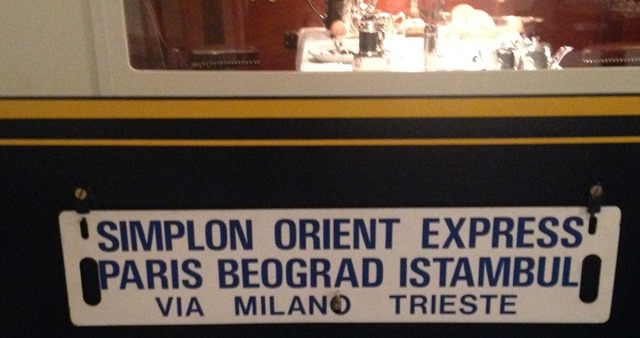 SIMPLON ORIENT EXPRESS
PARIS BEOGRAD ISTAMBUL
VIA MILANO TRIESTE